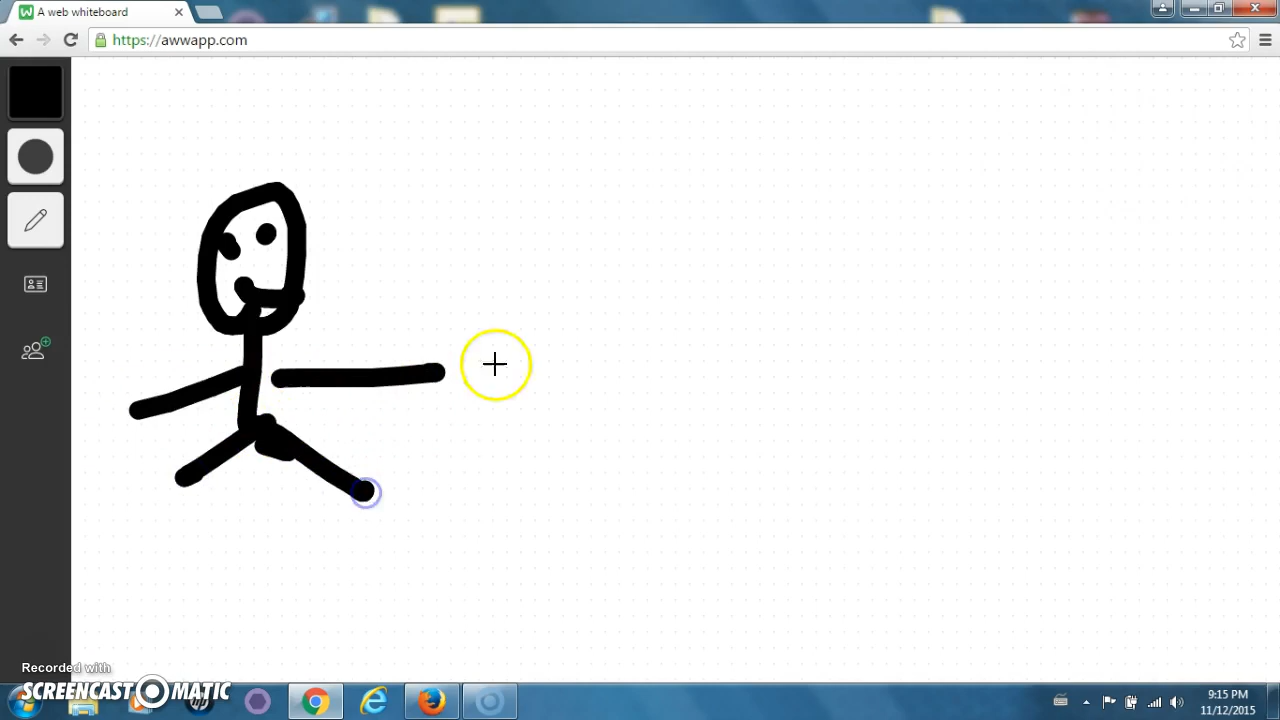 A web whiteboard
https://awwapp.com
Recorded with
SCREENCAST O MATIC
9:15 PM
11/12/2015